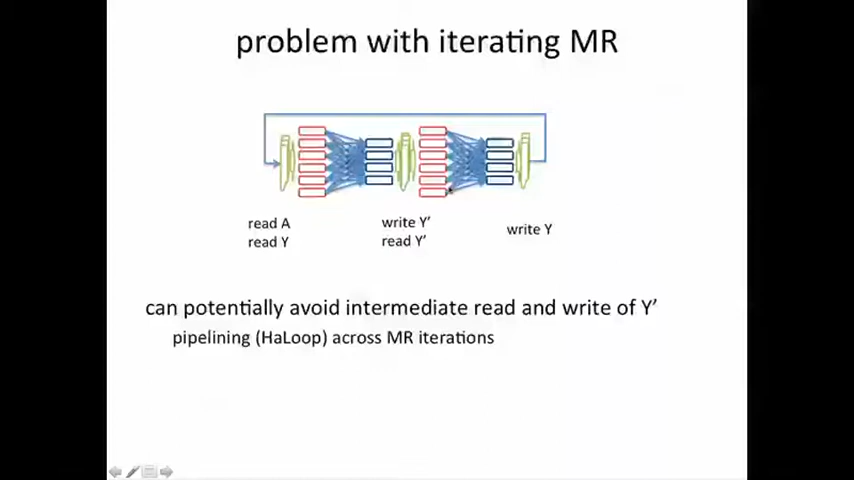 problem with iterating MR
read A
read Y
write Y’
read Y’
write Y
can potentially avoid intermediate read and write of Y’
pipelining (HaLoop) across MR iterations